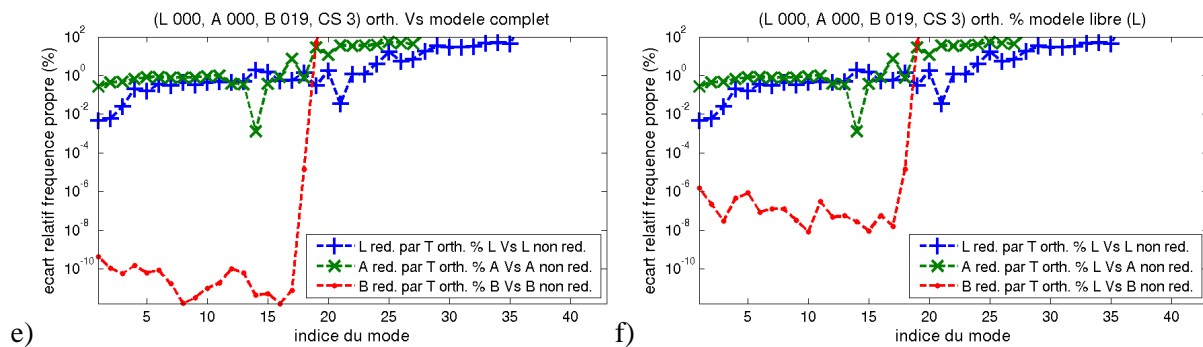 (L 000, A 000, B 019, CS 3) orth. Vs modele complet
ecart relatif frequence propre (%)
10^2
10^0
10^-2
10^-4
10^-6
10^-8
10^-10
L red. par T orth. % L Vs L non red.
A red. par T orth. % A Vs A non red.
B red. par T orth. % B Vs B non red.
5 10 15 20 25 30 35 40
indice du mode
e)
(L 000, A 000, B 019, CS 3) orth. % modele libre (L)
ecart relatif frequence propre (%)
10^2
10^0
10^-2
10^-4
10^-6
10^-8
10^-10
L red. par T orth. % L Vs L non red.
A red. par T orth. % L Vs A non red.
B red. par T orth. % L Vs B non red.
5 10 15 20 25 30 35 40
indice du mode
f)